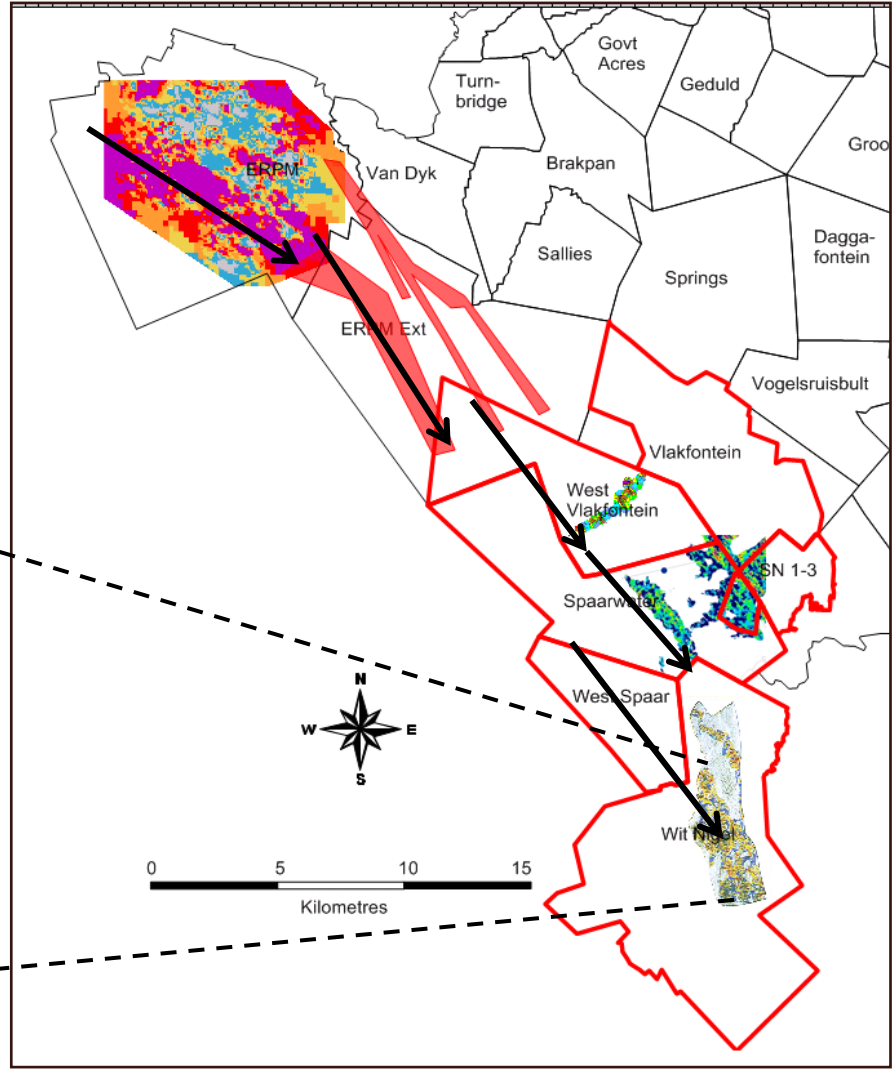 Govt
Acres
Turn-
bridge
Geduld
Groo
ERPM
Van Dyk
Brakpan
Sallies
Dagga-
fontein
Springs
ERPM Ext
Vogelsruisbult
Vlakfontein
West
Vlakfontein
SN 1-3
Spaarwater
West Spaar
N
W E
S
Wit Nigel
0 5 10 15
Kilometres